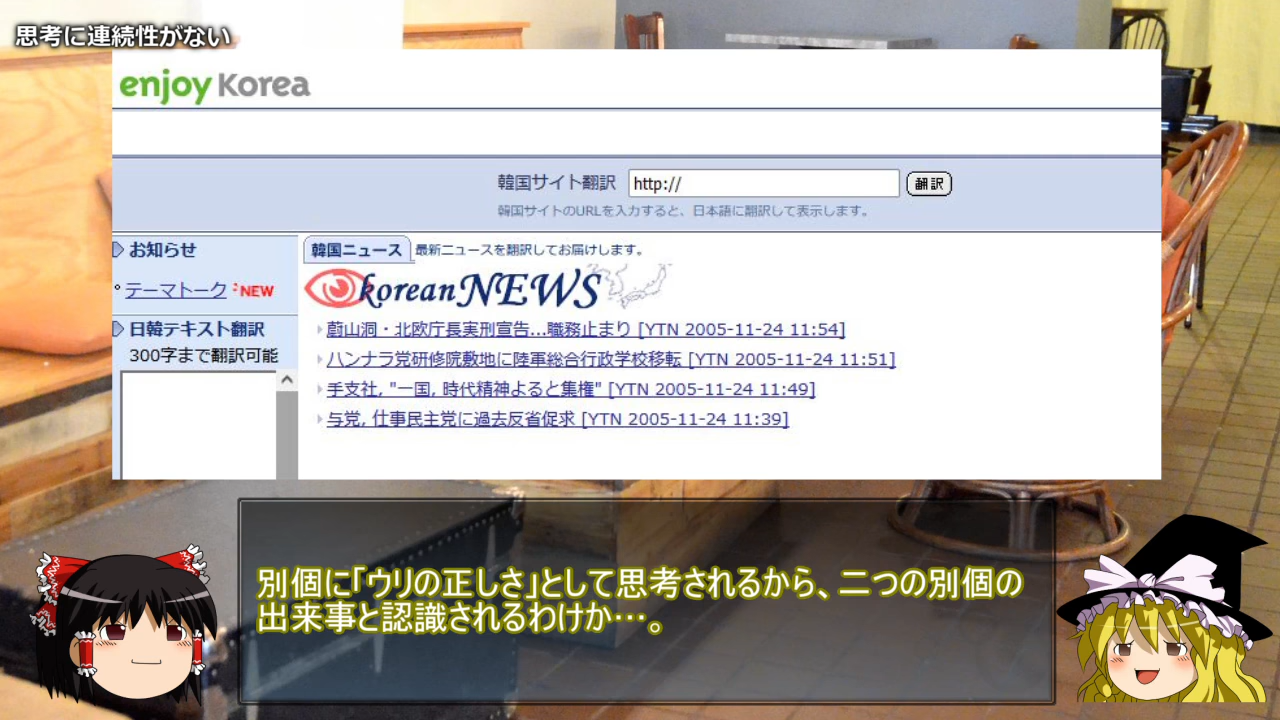 思考に連続性がない
enjoy Korea
韓国サイト翻訳 http:// 翻訳
韓国サイトのURLを入力すると、日本語に翻訳して表示します。
お知らせ
テーマトーク NEW
日韓テキスト翻訳
300字まで翻訳可能
韓国ニュース 最新ニュースを翻訳してお届けします。
koreanNEWS
蔚山洞・北欧庁長実刑宣告...職務止まり [YTN 2005-11-24 11:54]
ハンナラ党研修院敷地に陸軍総合行政学校移転 [YTN 2005-11-24 11:51]
手支社, "一国, 時代精神よると集権" [YTN 2005-11-24 11:49]
与党, 仕事民主党に過去反省促求 [YTN 2005-11-24 11:39]
別個に｢ウリの正しさ｣として思考されるから、二つの別個の
出来事と認識されるわけか…。